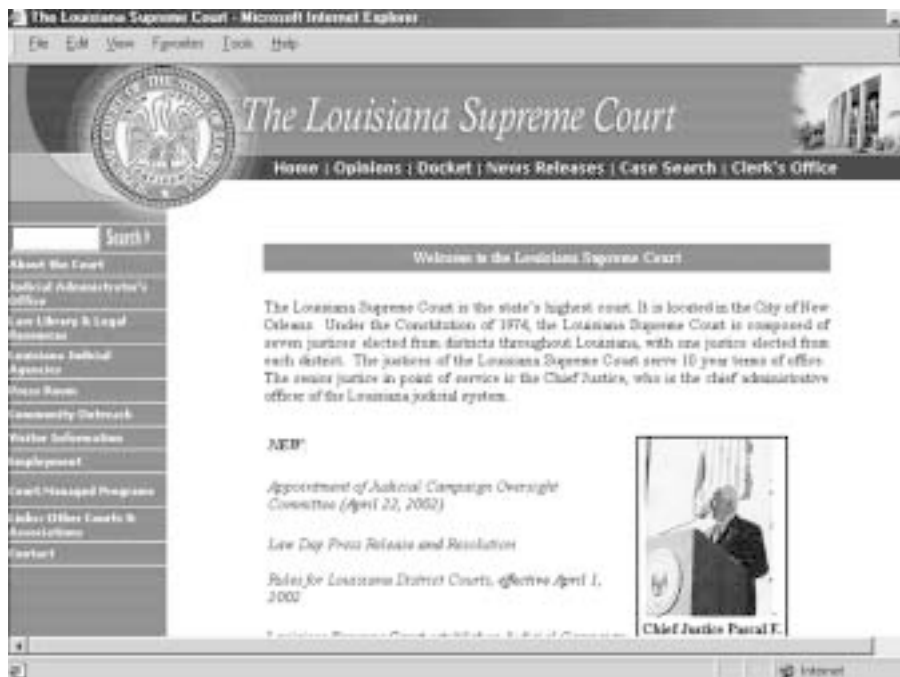 The Louisiana Supreme Court - Microsoft Internet Explorer
File Edit View Favorites Tools Help
The Louisiana Supreme Court
Home | Opinions | Docket | News Releases | Case Search | Clerk's Office
Search
About the Court
Judicial Administrator's
Office
Law Library & Legal
Resources
Louisiana Judicial
Agencies
Press Room
Community Outreach
Visitor Information
Employment
Court Managed Programs
Links: Other Courts &
Associations
Contact
Welcome to the Louisiana Supreme Court
The Louisiana Supreme Court is the state's highest court. It is located in the City of New
Orleans. Under the Constitution of 1974, the Louisiana Supreme Court is composed of
seven justices elected from districts throughout Louisiana, with one justice elected from
each district. The justices of the Louisiana Supreme Court serve 10 year terms of office.
The senior justice in point of service is the Chief Justice, who is the chief administrative
officer of the Louisiana judicial system.
NEW!
Appointment of Judicial Campaign Oversight
Committee (April 22, 2002)
Law Day Press Release and Resolution
Rules for Louisiana District Courts, effective April 1,
2002
Louisiana Supreme Court establishes Judicial Campaign
Chief Justice Pascal F.
Internet